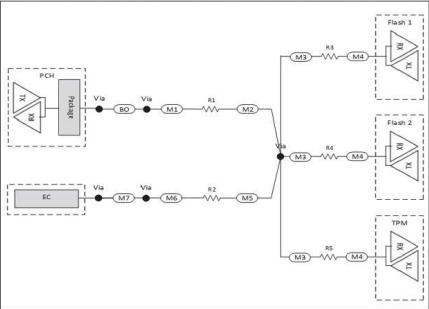 Flash 1
R3
M3
M4
RX
TX
PCH
TX
RX
Package
Via
BO
Via
M1
R1
M2
Flash 2
Via
M3
R4
M4
RX
TX
EC
Via
M7
Via
M6
R2
M5
TPM
R5
M3
M4
RX
TX